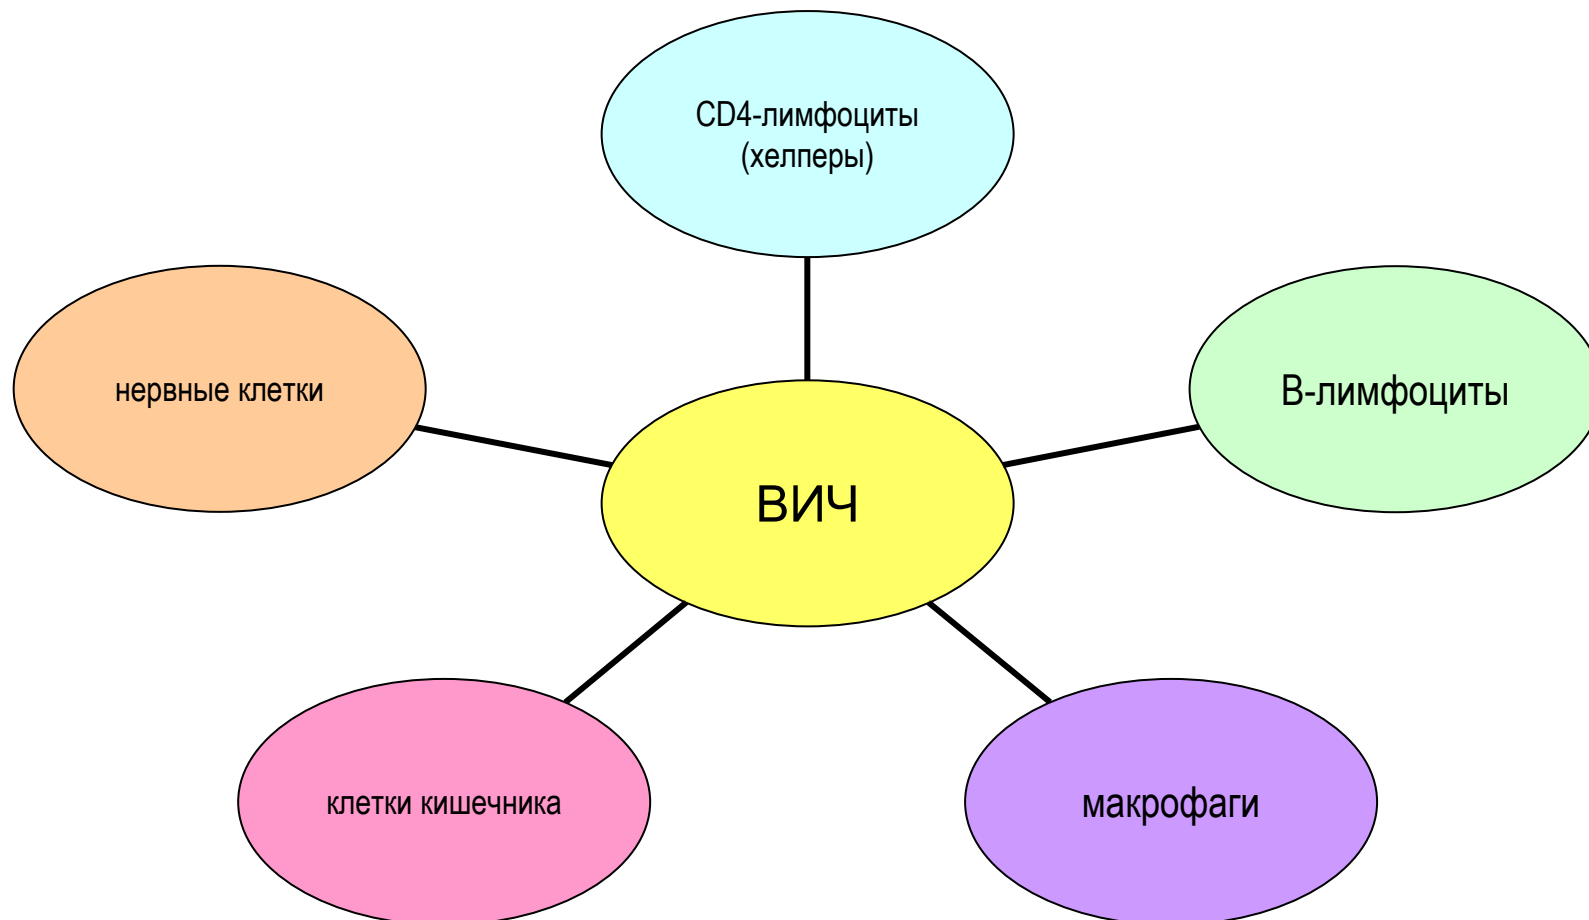 CD4-лимфоциты
(хелперы)
нервные клетки
В-лимфоциты
ВИЧ
клетки кишечника
макрофаги